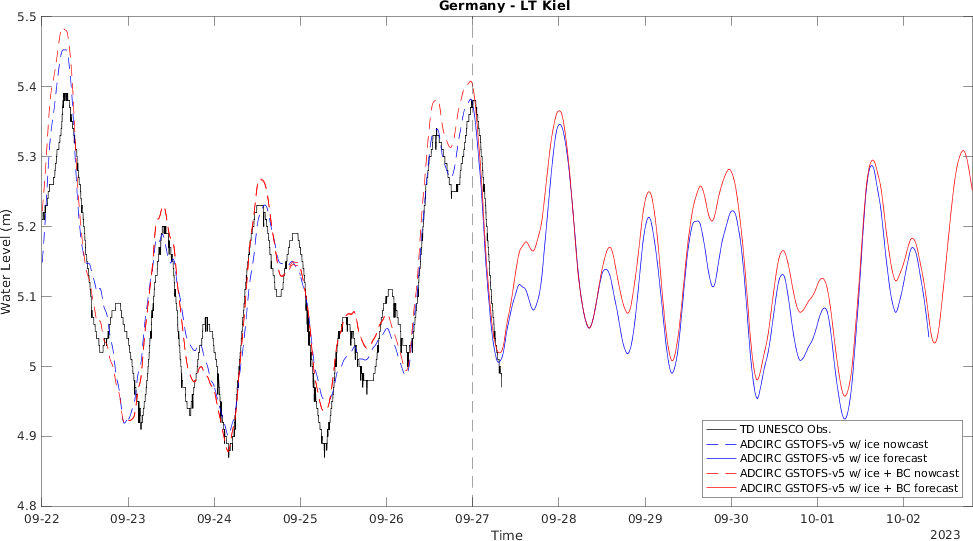 Germany - LT Kiel
5.5
5.4
5.3
5.2
5.1
5
4.9
4.8
Water Level (m)
09-22 09-23 09-24 09-25 09-26 09-27 09-28 09-29 09-30 10-01 10-02
Time
2023
TD UNESCO Obs.
ADCIRC GSTOFS-v5 w/ ice nowcast
ADCIRC GSTOFS-v5 w/ ice forecast
ADCIRC GSTOFS-v5 w/ ice + BC nowcast
ADCIRC GSTOFS-v5 w/ ice + BC forecast